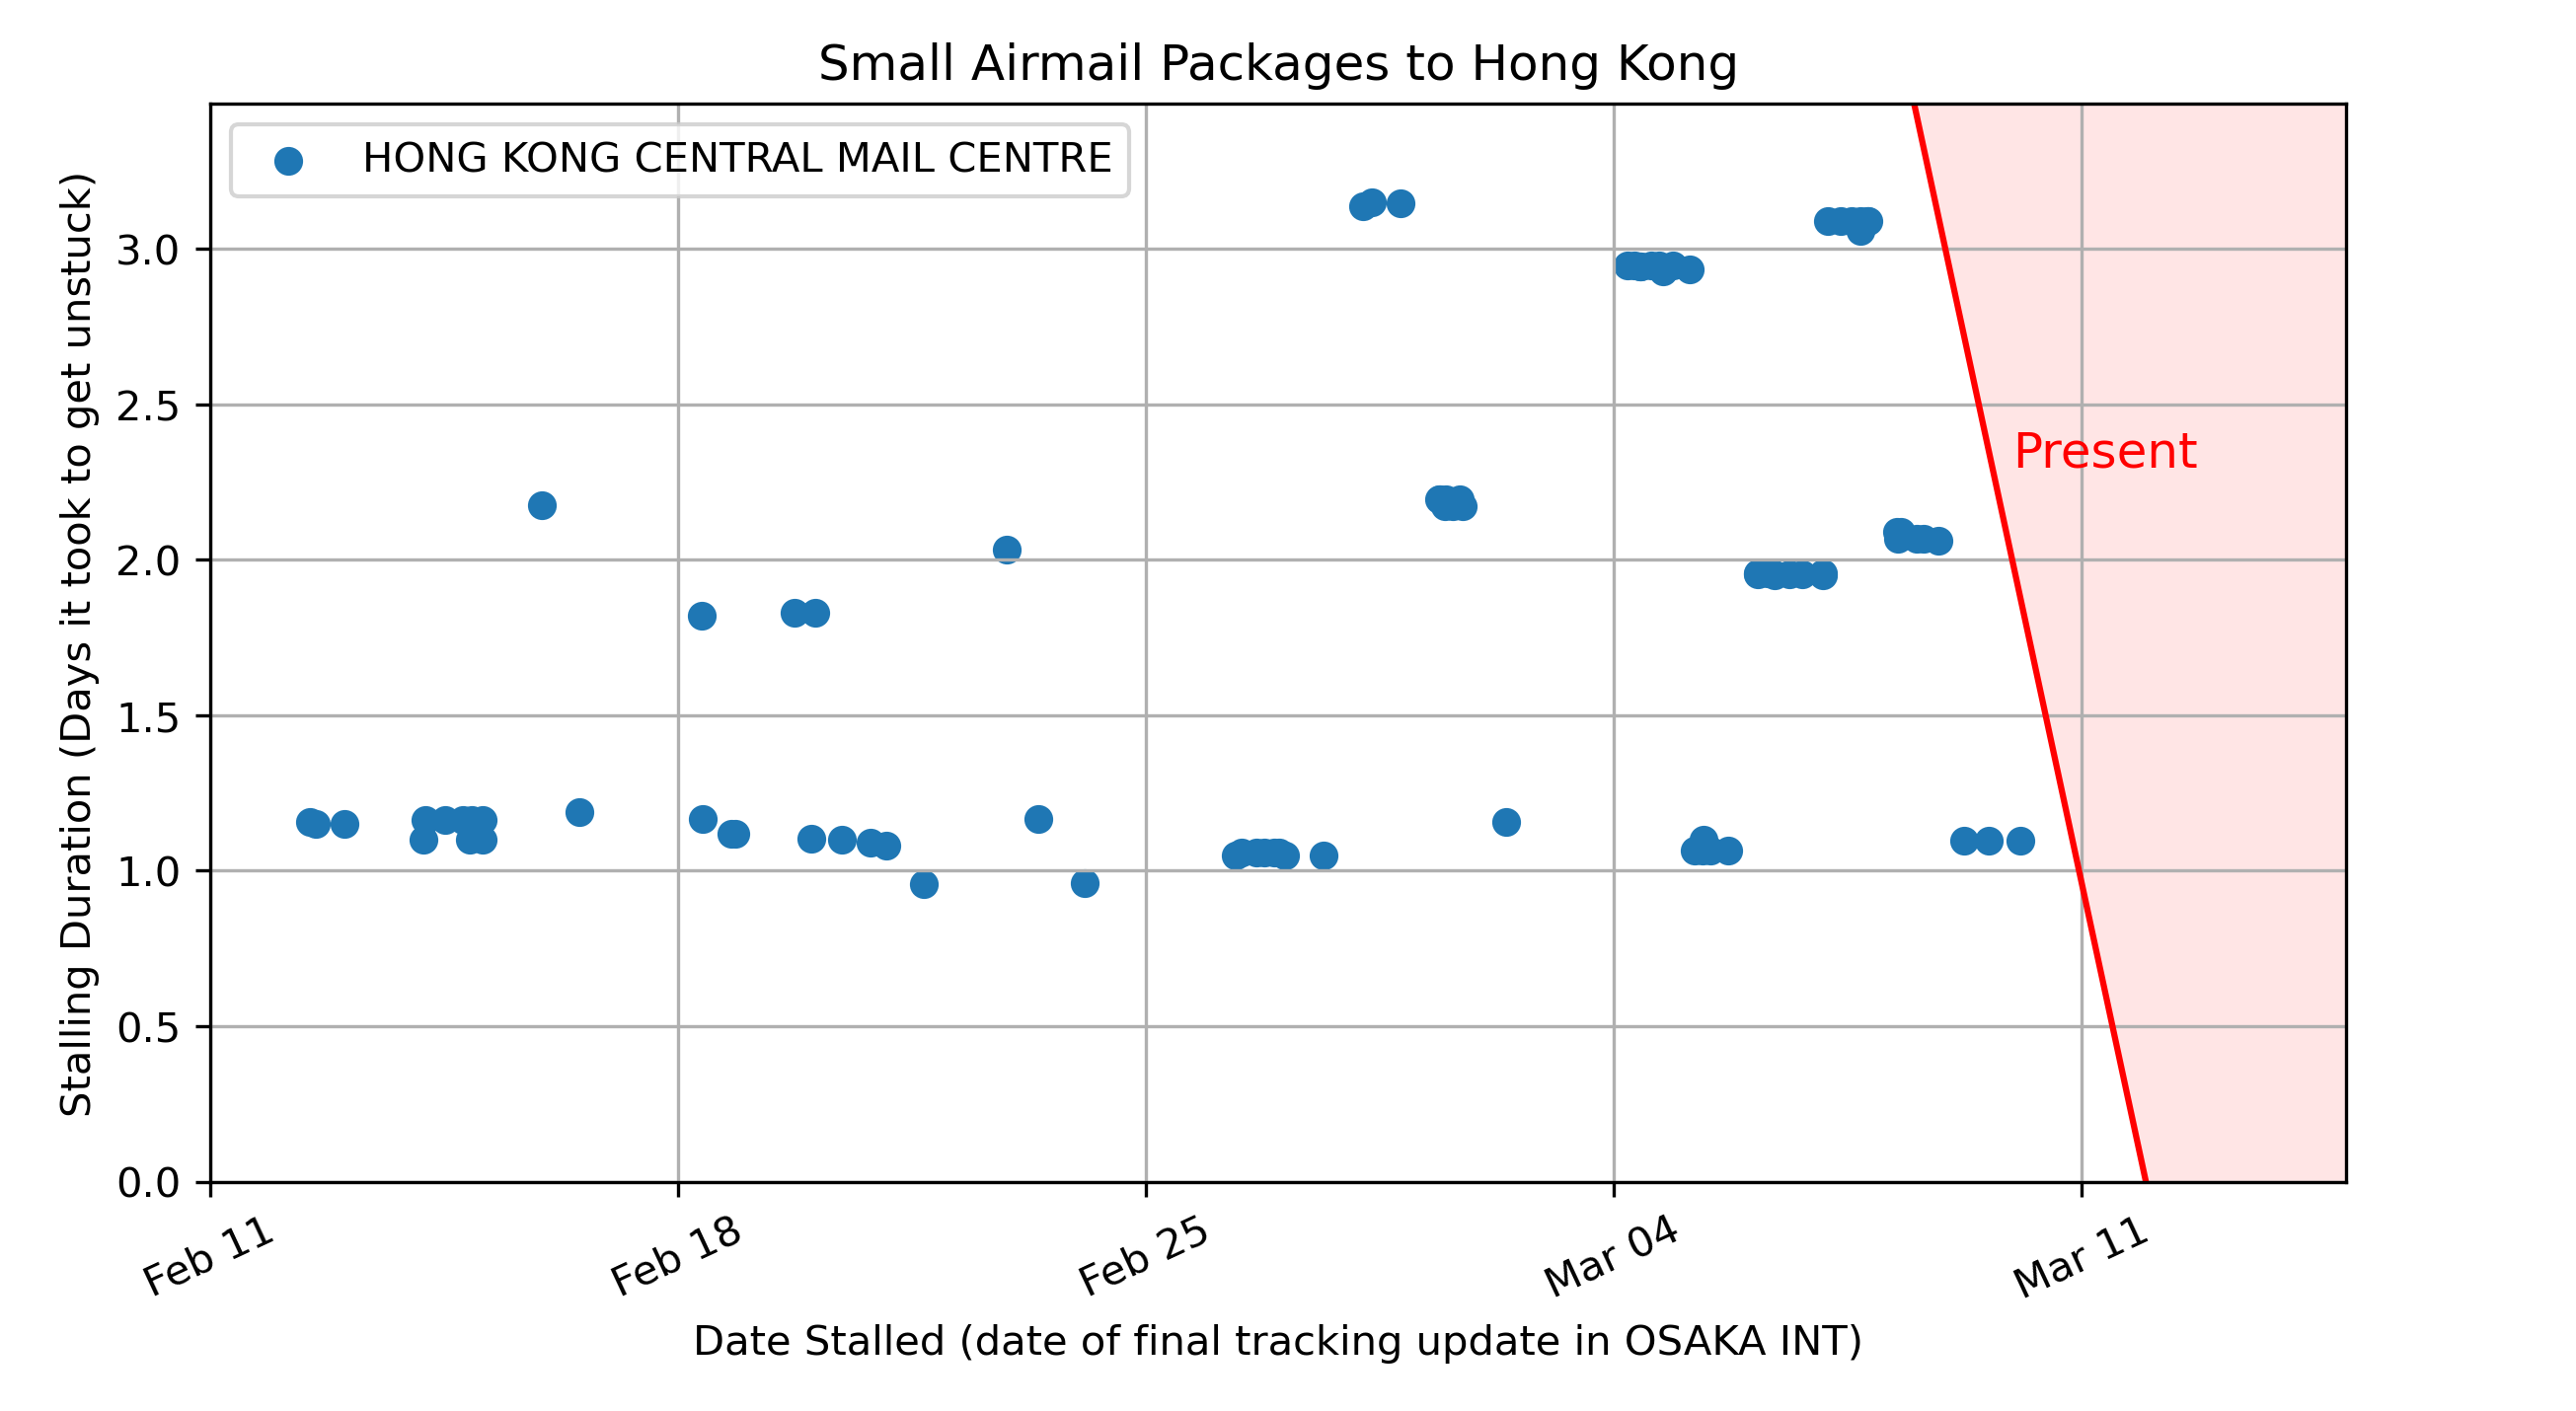 Small Airmail Packages to Hong Kong
HONG KONG CENTRAL MAIL CENTRE
Stalling Duration (Days it took to get unstuck)
3.0
2.5
2.0
1.5
1.0
0.5
0.0
Present
Feb 11
Feb 18
Feb 25
Mar 04
Mar 11
Date Stalled (date of final tracking update in OSAKA INT)